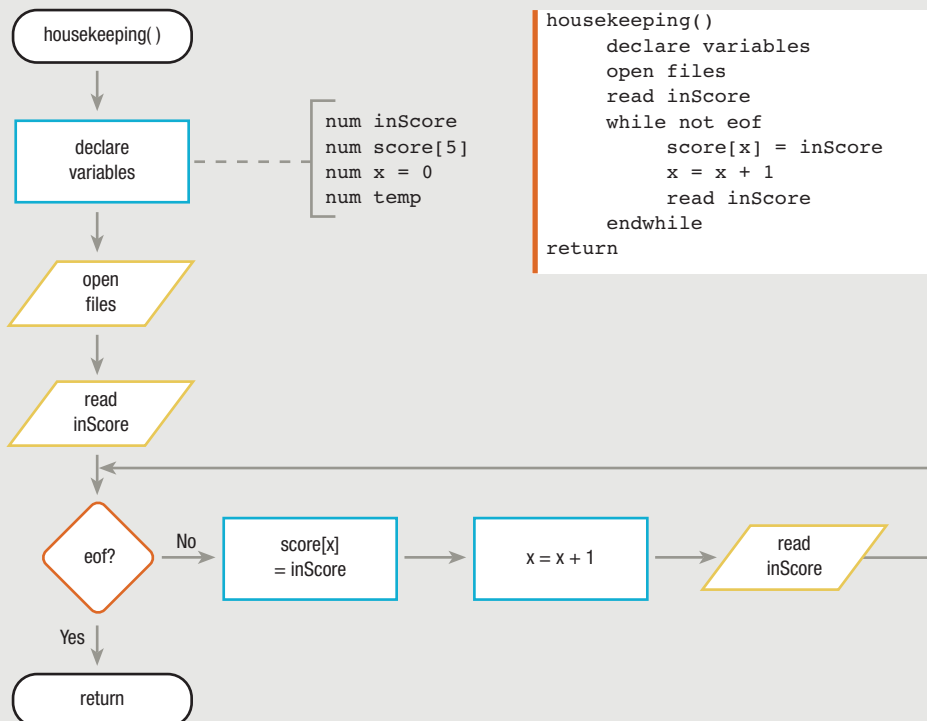 housekeeping( )
declare
variables
num inScore
num score[5]
num x = 0
num temp
housekeeping()
declare variables
open files
read inScore
while not eof
score[x] = inScore
x = x + 1
read inScore
endwhile
return
open
files
read
inScore
eof?
No
score[x]
= inScore
x = x + 1
read
inScore
Yes
return